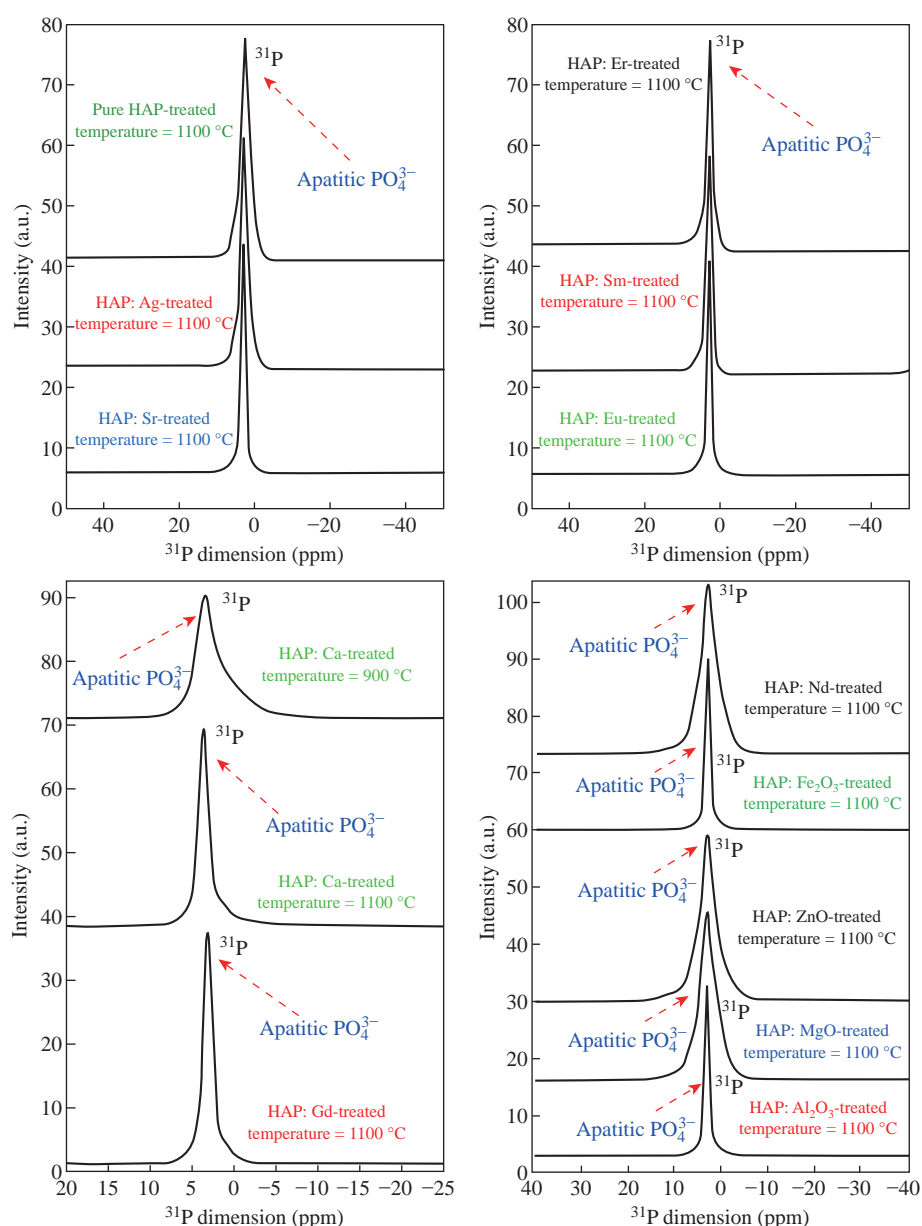 80
70
60
50
40
30
20
10
0
Intensity (a.u.)
³¹P
Pure HAP-treated
temperature = 1100 °C
Apatitic PO₄³⁻
HAP: Ag-treated
temperature = 1100 °C
HAP: Sr-treated
temperature = 1100 °C
40 20 0 −20 −40
³¹P dimension (ppm)
80
70
60
50
40
30
20
10
0
Intensity (a.u.)
³¹P
HAP: Er-treated
temperature = 1100 °C
Apatitic PO₄³⁻
HAP: Sm-treated
temperature = 1100 °C
HAP: Eu-treated
temperature = 1100 °C
40 20 0 −20 −40
³¹P dimension (ppm)
90
80
70
60
50
40
30
20
10
0
Intensity (a.u.)
³¹P
Apatitic PO₄³⁻
HAP: Ca-treated
temperature = 900 °C
³¹P
Apatitic PO₄³⁻
HAP: Ca-treated
temperature = 1100 °C
³¹P
Apatitic PO₄³⁻
HAP: Gd-treated
temperature = 1100 °C
20 15 10 5 0 −5 −10 −15 −20 −25
³¹P dimension (ppm)
100
90
80
70
60
50
40
30
20
10
0
Intensity (a.u.)
³¹P
Apatitic PO₄³⁻
HAP: Nd-treated
temperature = 1100 °C
³¹P
Apatitic PO₄³⁻
HAP: Fe₂O₃-treated
temperature = 1100 °C
³¹P
Apatitic PO₄³⁻
HAP: ZnO-treated
temperature = 1100 °C
³¹P
Apatitic PO₄³⁻
HAP: MgO-treated
temperature = 1100 °C
³¹P
Apatitic PO₄³⁻
HAP: Al₂O₃-treated
temperature = 1100 °C
40 30 20 10 0 −10 −20 −30 −40
³¹P dimension (ppm)